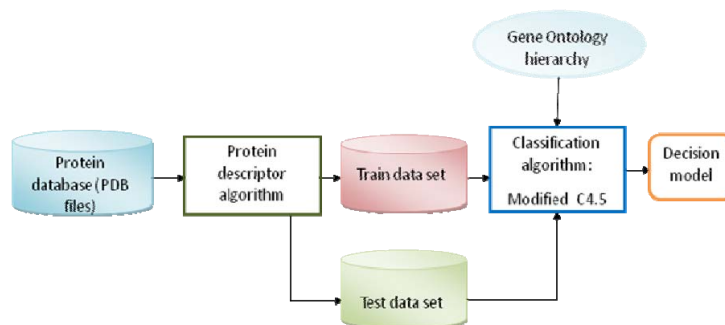 Gene Ontology
hierarchy
Protein
database (PDB
files)
Protein
descriptor
algorithm
Train data set
Classification
algorithm:
Modified C4.5
Decision
model
Test data set